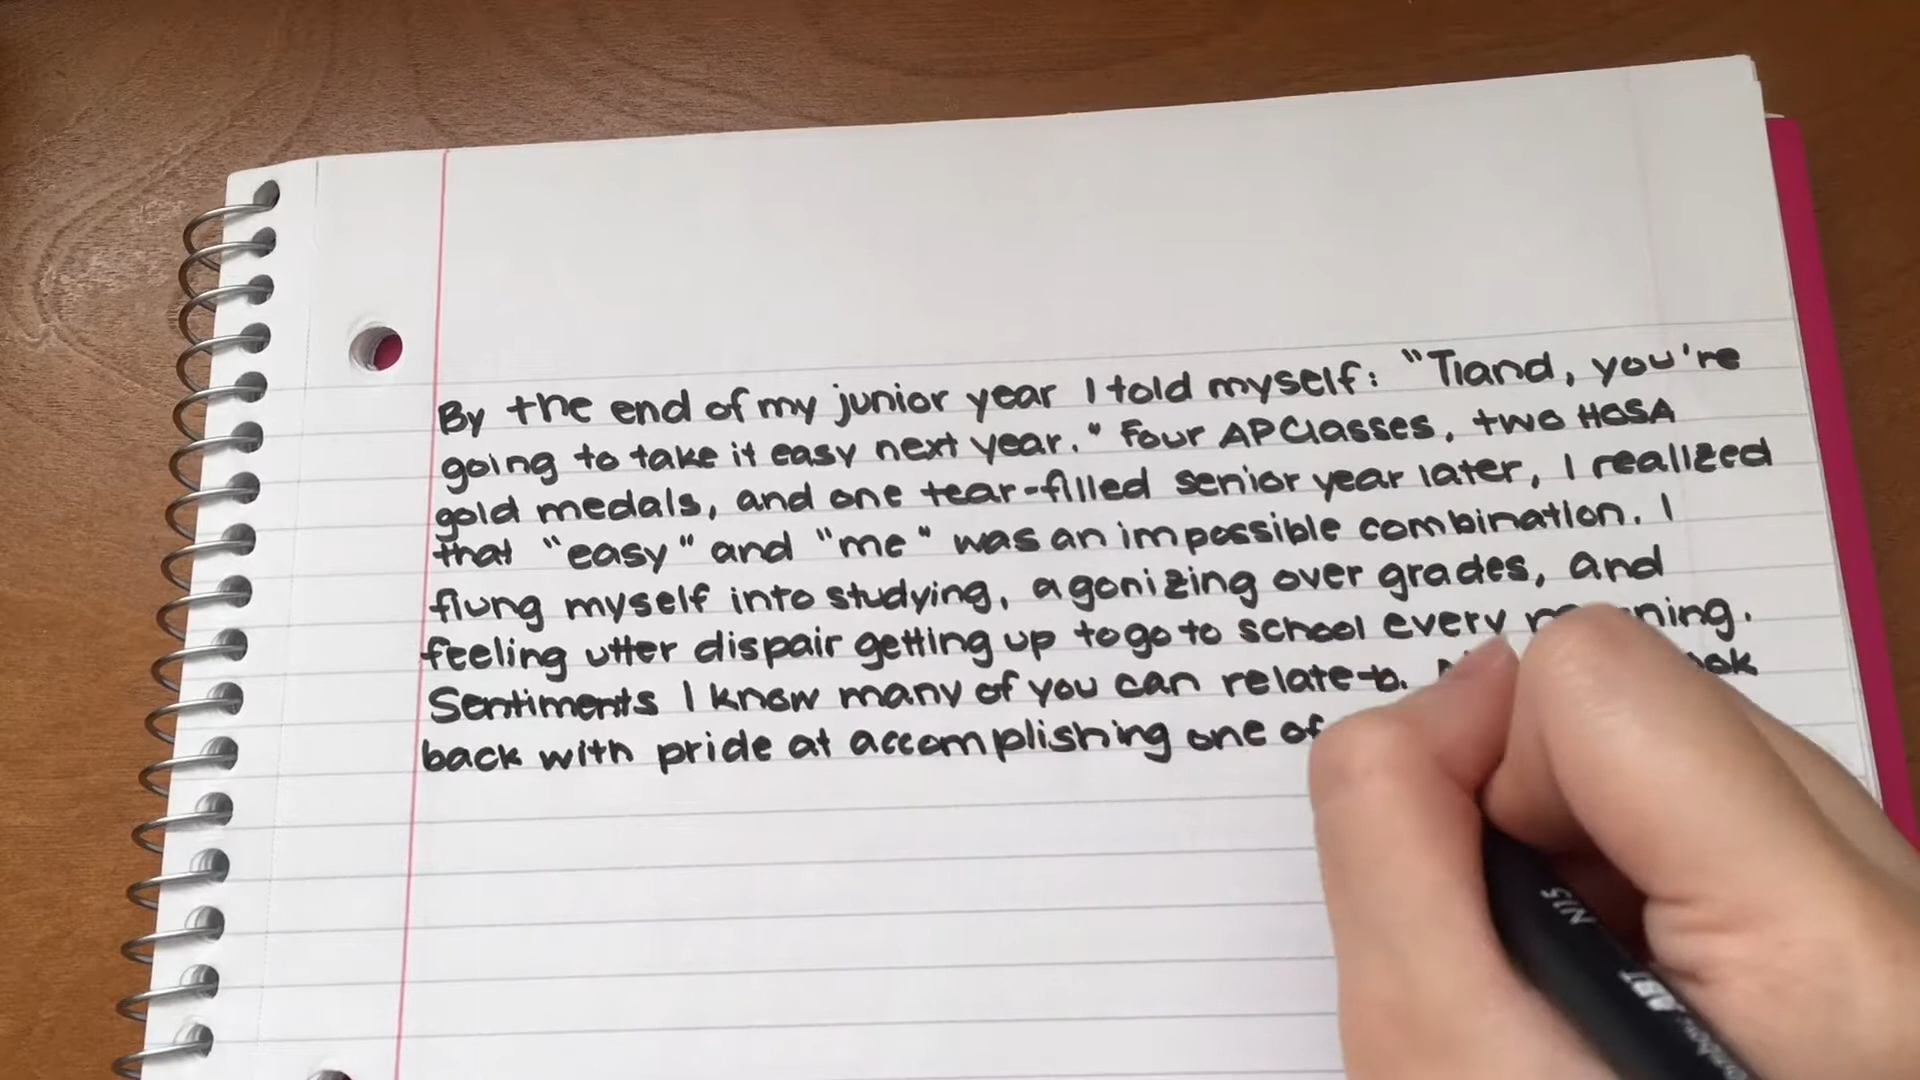 By the end of my junior year I told myself: "Tiand, you're
going to take it easy next year." Four AP Classes, two HOSA
gold medals, and one tear-filled senior year later, I realized
that "easy" and "me" was an impossible combination. I
flung myself into studying, agonizing over grades, and
feeling utter dispair getting up to go to school every
Sentiments I know many of you can relate to.
back with pride at accomplishing one of
N15
ABT